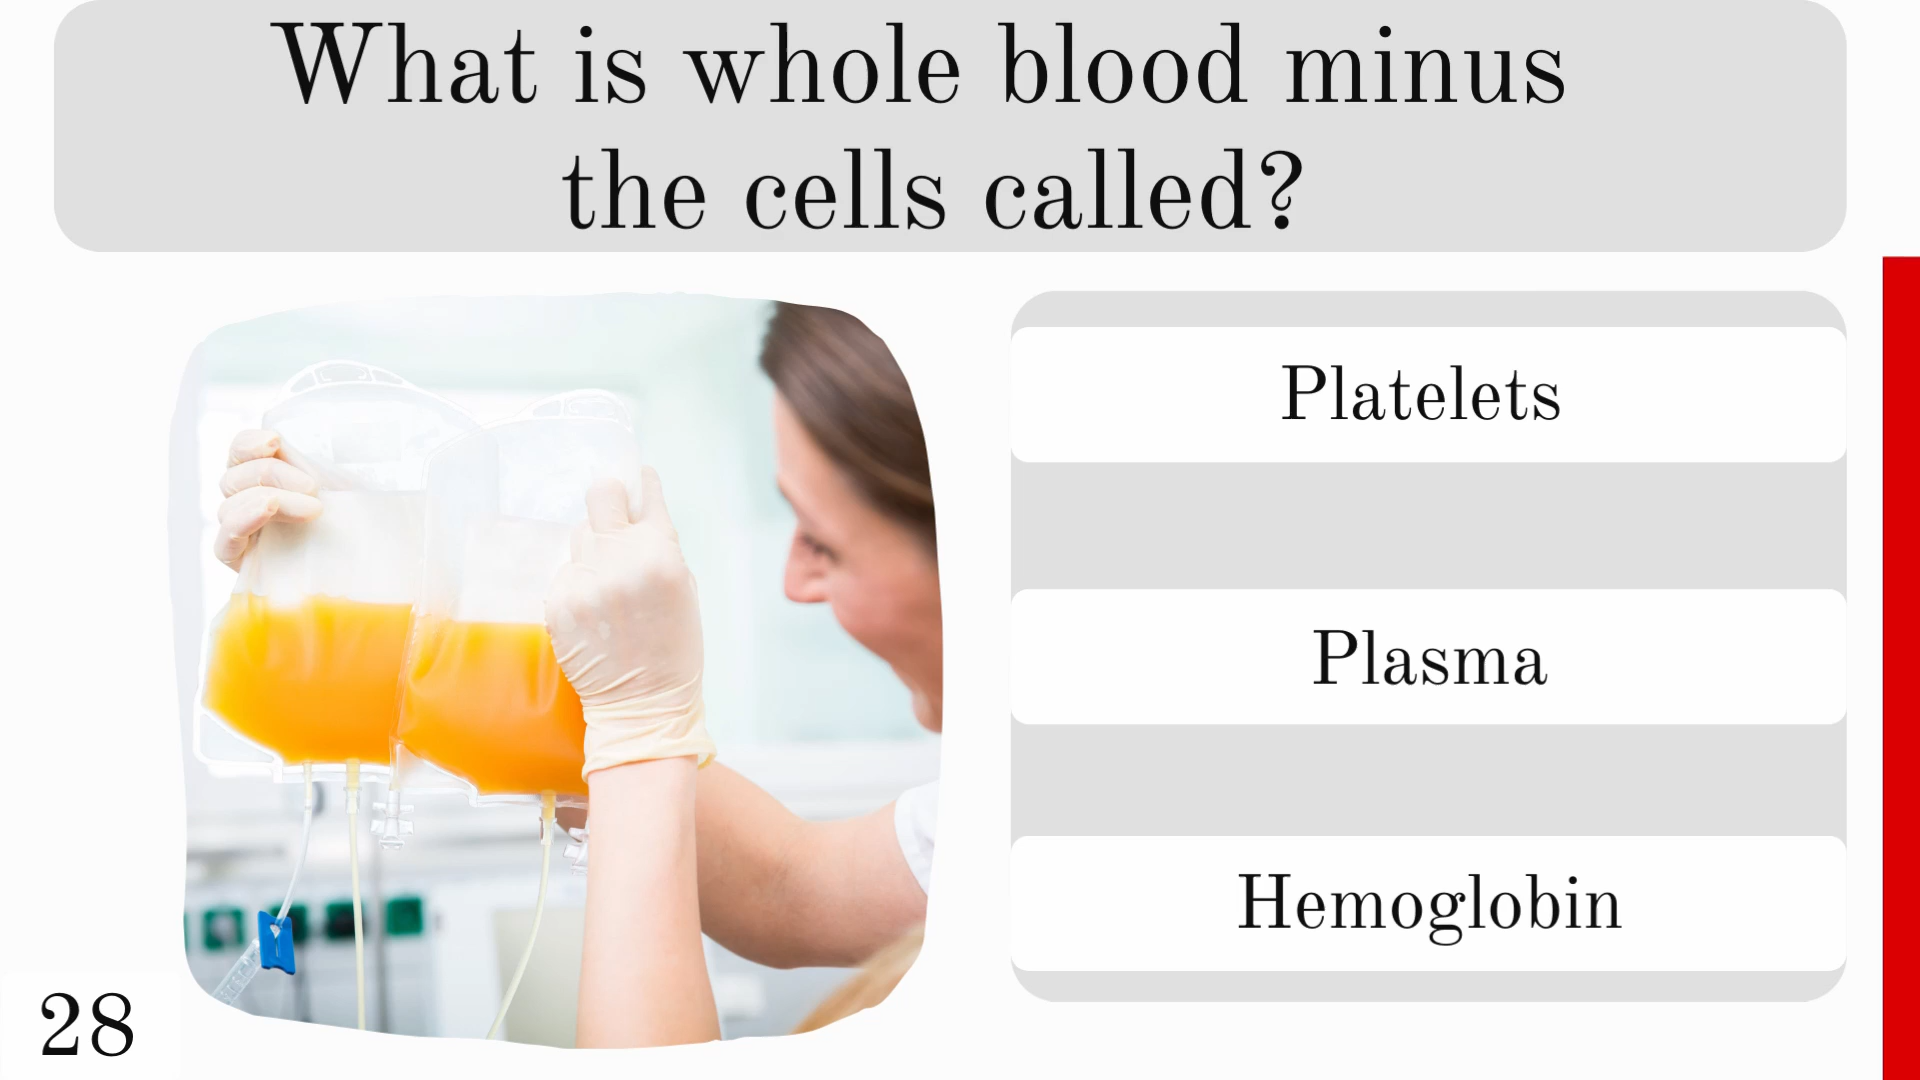 What is whole blood minus
the cells called?
Platelets
Plasma
Hemoglobin
28